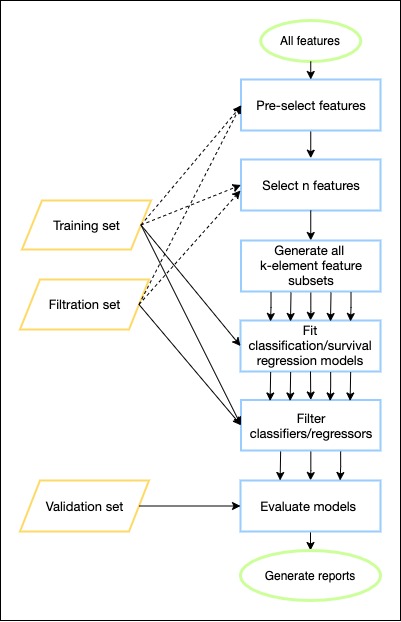 All features
Pre-select features
Select n features
Training set
Generate all
k-element feature
subsets
Filtration set
Fit
classification/survival
regression models
Filter
classifiers/regressors
Validation set
Evaluate models
Generate reports